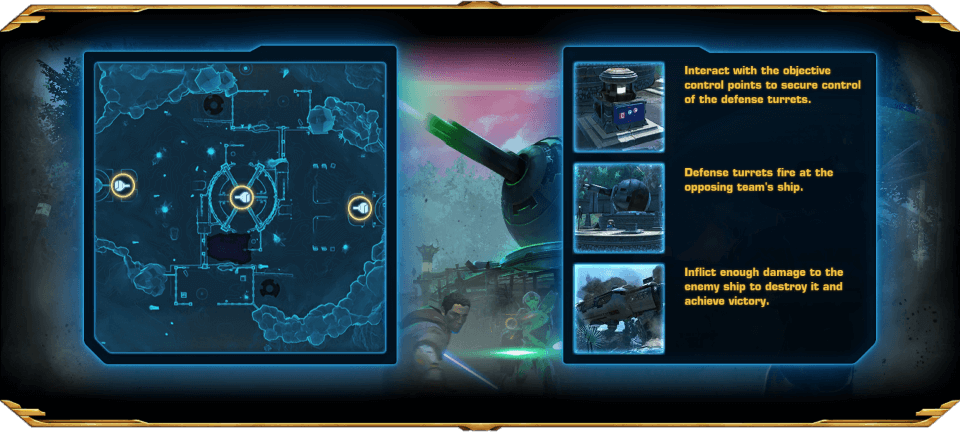 Interact with the objective
control points to secure control
of the defense turrets.
Defense turrets fire at the
opposing team's ship.
Inflict enough damage to the
enemy ship to destroy it and
achieve victory.